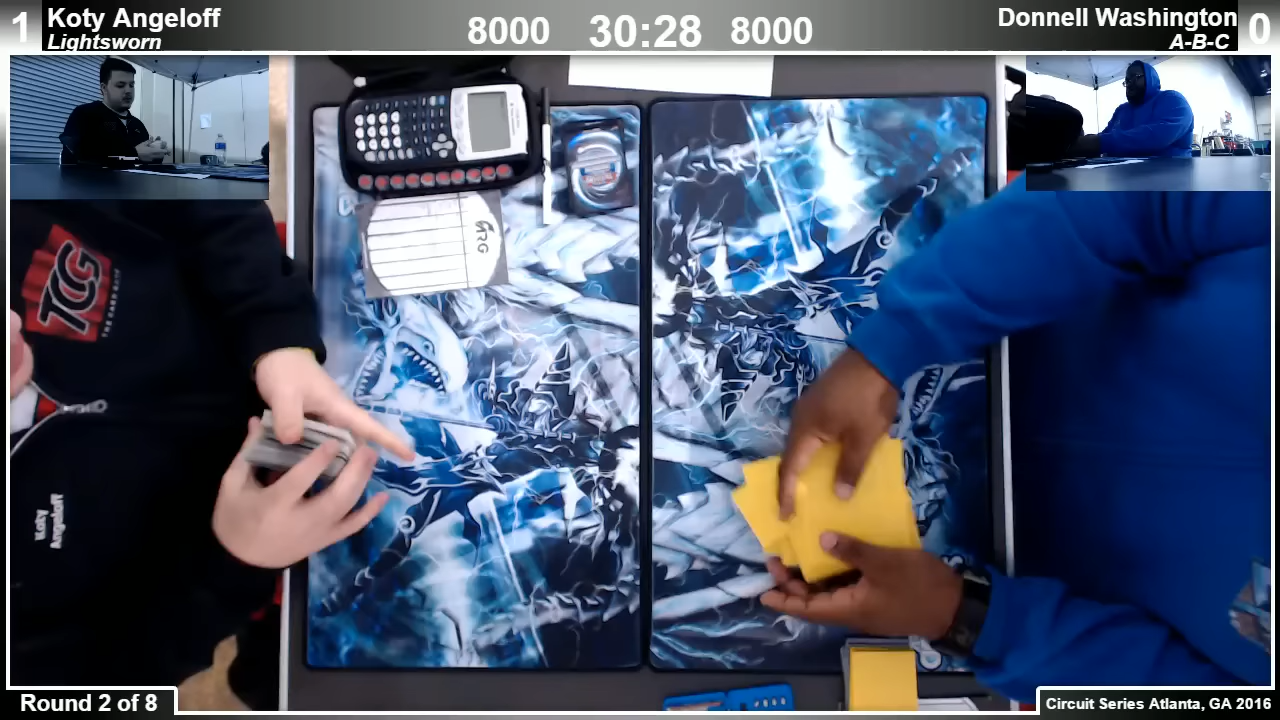 1 Koty Angeloff
Lightsworn
8000 30:28 8000
Donnell Washington 0
A-B-C
TCG
ARG
Koty
Angeloff
Round 2 of 8
Circuit Series Atlanta, GA 2016